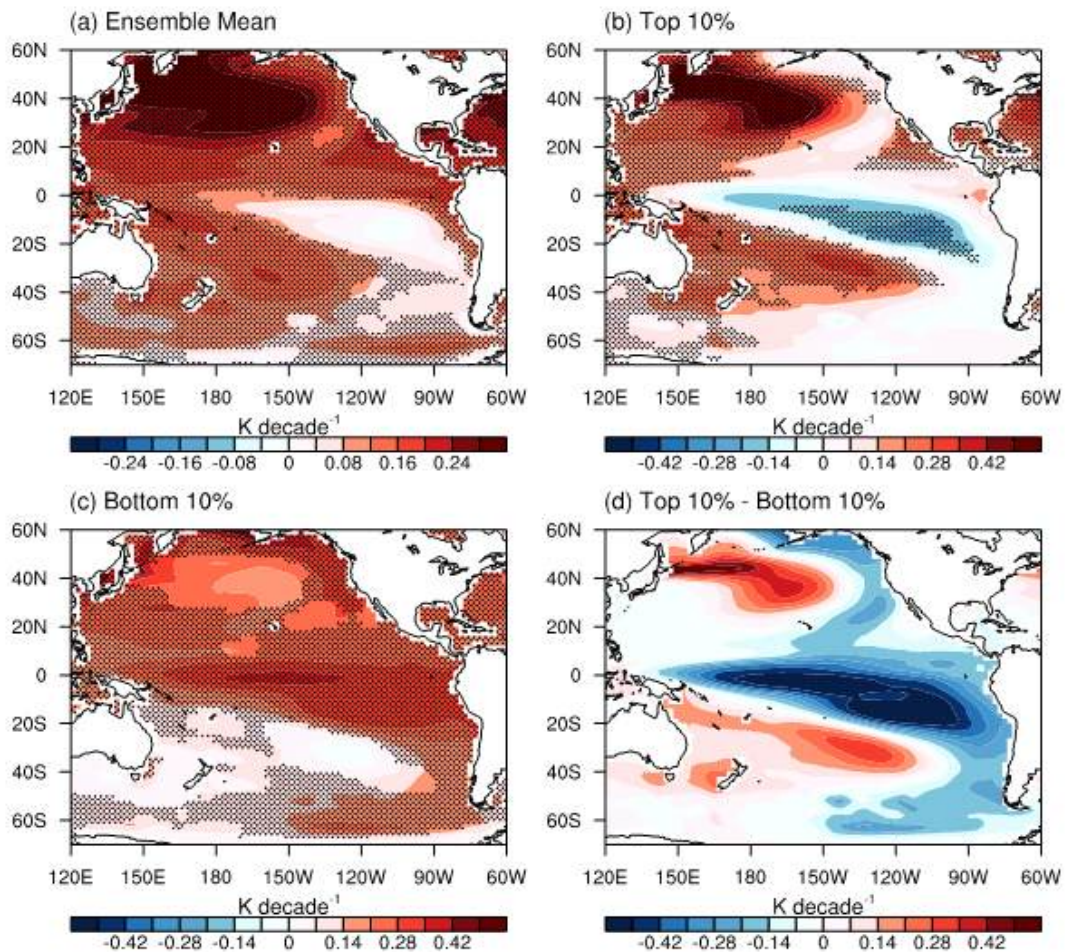 (a) Ensemble Mean
(b) Top 10%
60N
40N
20N
0
20S
40S
60S
120E 150E 180 150W 120W 90W 60W
K decade⁻¹
-0.24 -0.16 -0.08 0 0.08 0.16 0.24
60N
40N
20N
0
20S
40S
60S
120E 150E 180 150W 120W 90W 60W
K decade⁻¹
-0.42 -0.28 -0.14 0 0.14 0.28 0.42
(c) Bottom 10%
(d) Top 10% - Bottom 10%
60N
40N
20N
0
20S
40S
60S
120E 150E 180 150W 120W 90W 60W
K decade⁻¹
-0.42 -0.28 -0.14 0 0.14 0.28 0.42
60N
40N
20N
0
20S
40S
60S
120E 150E 180 150W 120W 90W 60W
K decade⁻¹
-0.42 -0.28 -0.14 0 0.14 0.28 0.42